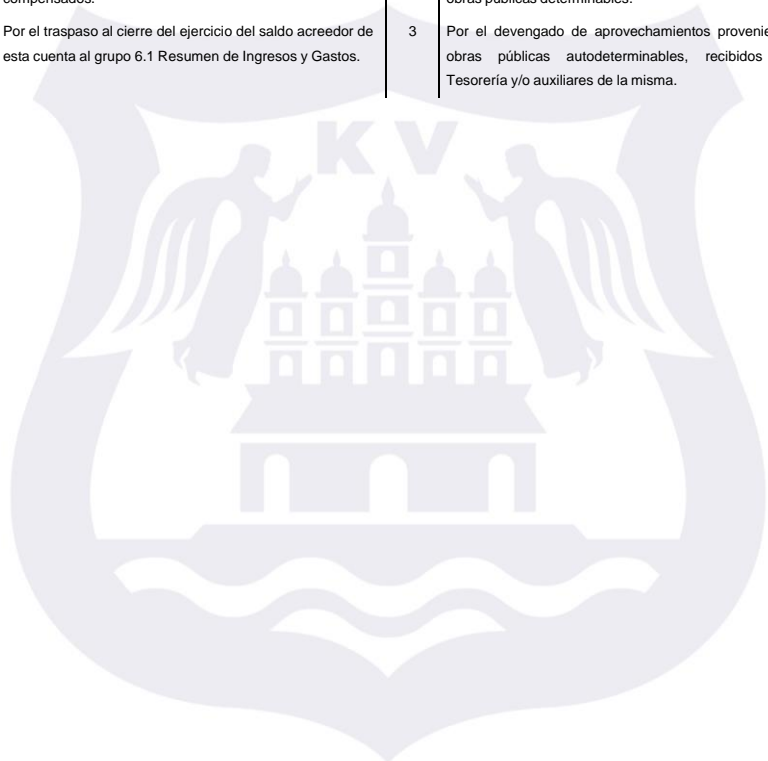 compensados.
Por el traspaso al cierre del ejercicio del saldo acreedor de
esta cuenta al grupo 6.1 Resumen de Ingresos y Gastos.
obras públicas determinables.
3
Por el devengado de aprovechamientos
obras públicas autodeterminables, recibidos
Tesorería y/o auxiliares de la misma.
KV